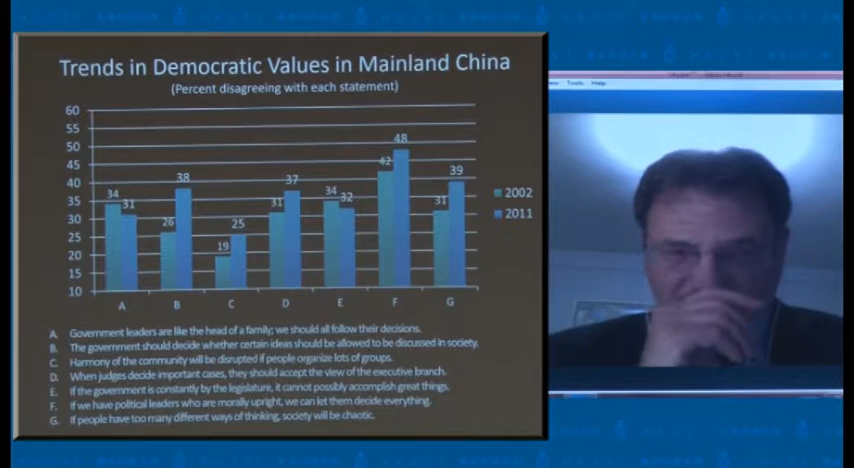 Trends in Democratic Values in Mainland China
(Percent disagreeing with each statement)
60
55
50
45
40
35
30
25
20
15
10
34 31
26 38
19 25
31 37
34 32
42 48
31 39
A B C D E F G
2002
2011
A. Government leaders are like the head of a family; we should all follow their decisions.
B. The government should decide whether certain ideas should be allowed to be discussed in society.
C. Harmony of the community will be disrupted if people organize lots of groups.
D. When judges decide important cases, they should accept the view of the executive branch.
E. If the government is constantly by the legislature, it cannot possibly accomplish great things.
F. If we have political leaders who are morally upright, we can let them decide everything.
G. If people have too many different ways of thinking, society will be chaotic.
Tools Help